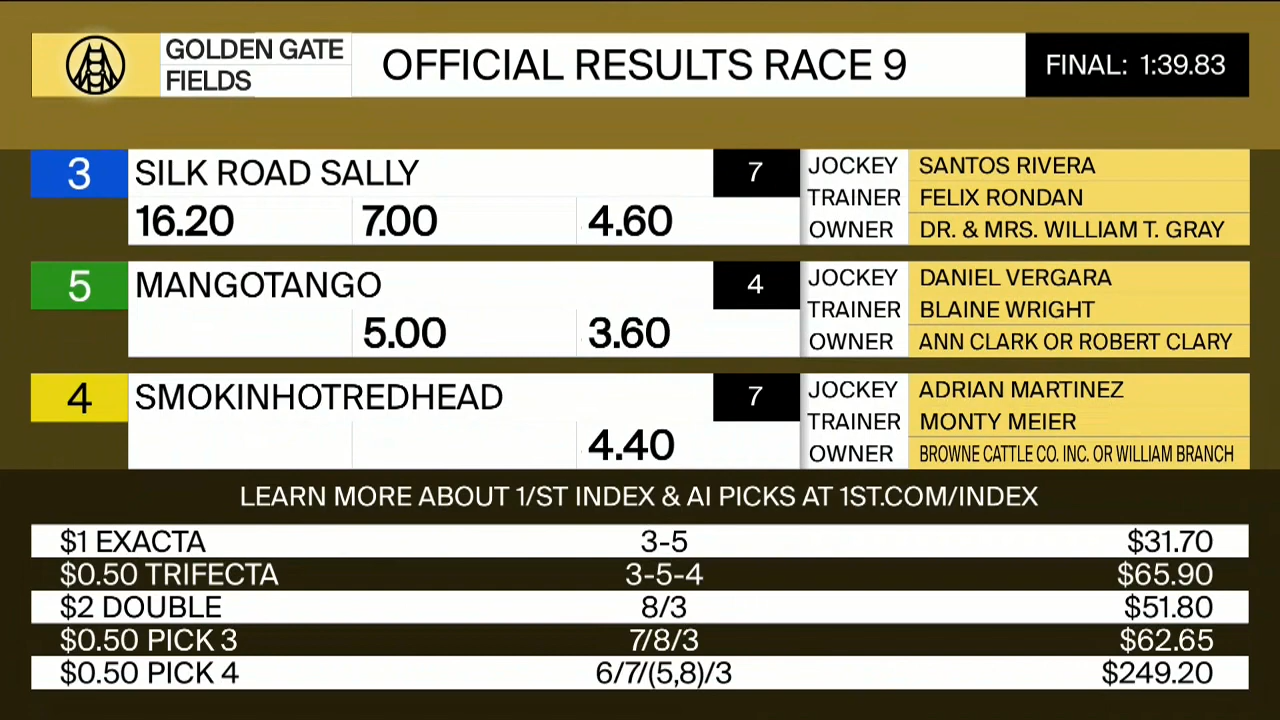 GOLDEN GATE
FIELDS
OFFICIAL RESULTS RACE 9
FINAL: 1:39.83
3 SILK ROAD SALLY 7
16.20 7.00 4.60
JOCKEY SANTOS RIVERA
TRAINER FELIX RONDAN
OWNER DR. & MRS. WILLIAM T. GRAY
5 MANGOTANGO 4
5.00 3.60
JOCKEY DANIEL VERGARA
TRAINER BLAINE WRIGHT
OWNER ANN CLARK OR ROBERT CLARY
4 SMOKINHOTREDHEAD 7
4.40
JOCKEY ADRIAN MARTINEZ
TRAINER MONTY MEIER
OWNER BROWNE CATTLE CO. INC. OR WILLIAM BRANCH
LEARN MORE ABOUT 1/ST INDEX & AI PICKS AT 1ST.COM/INDEX
$1 EXACTA 3-5 $31.70
$0.50 TRIFECTA 3-5-4 $65.90
$2 DOUBLE 8/3 $51.80
$0.50 PICK 3 7/8/3 $62.65
$0.50 PICK 4 6/7/(5,8)/3 $249.20